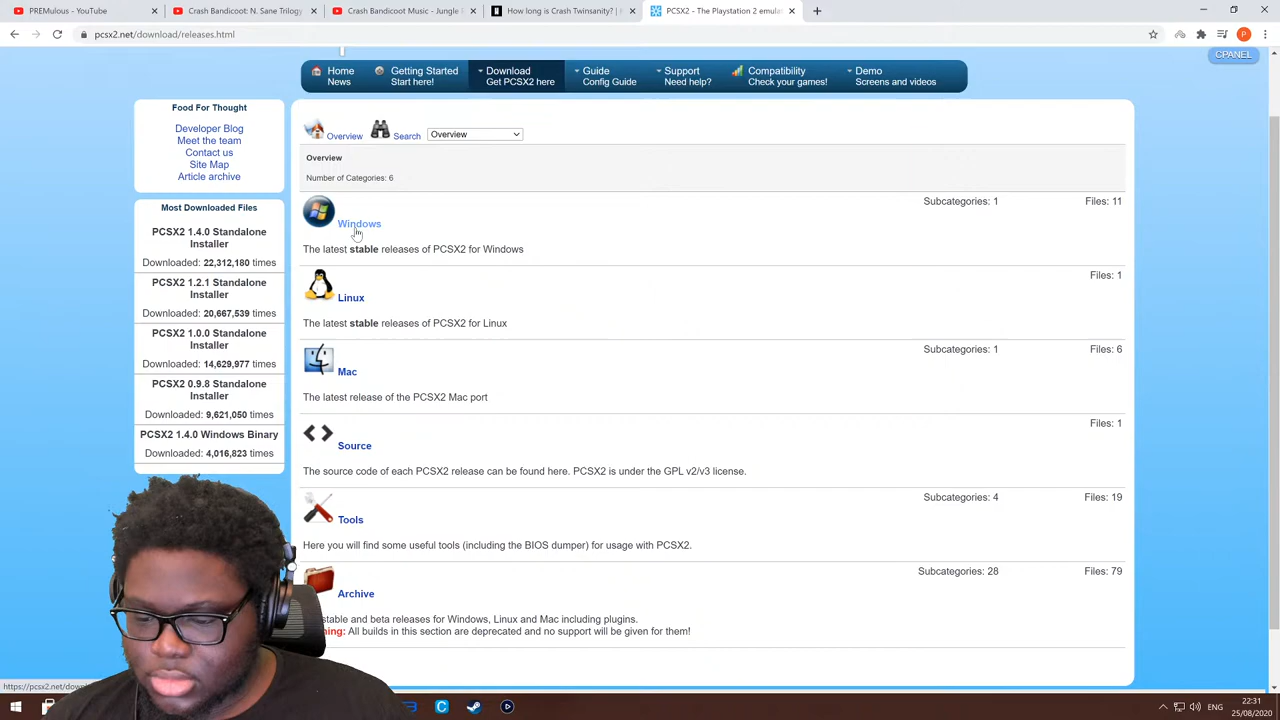 PREMulous - YouTube
Crash Bandicoot: N. Sane Trilogy
Crash Bandicoot Music - Jungle R
How long is Crash Twinsanity? |
PCSX2 - The Playstation 2 emulat
pcsx2.net/download/releases.html
P
CPANEL
Home
News
Getting Started
Start here!
Download
Get PCSX2 here
Guide
Config Guide
Support
Need help?
Compatibility
Check your games!
Demo
Screens and videos
Food For Thought
Developer Blog
Meet the team
Contact us
Site Map
Article archive
Most Downloaded Files
PCSX2 1.4.0 Standalone
Installer
Downloaded: 22,312,180 times
PCSX2 1.2.1 Standalone
Installer
Downloaded: 20,667,539 times
PCSX2 1.0.0 Standalone
Installer
Downloaded: 14,629,977 times
PCSX2 0.9.8 Standalone
Installer
Downloaded: 9,621,050 times
PCSX2 1.4.0 Windows Binary
Downloaded: 4,016,823 times
Overview Search Overview
Overview
Number of Categories: 6
Windows
Subcategories: 1 Files: 11
The latest stable releases of PCSX2 for Windows
Linux
Files: 1
The latest stable releases of PCSX2 for Linux
Mac
Subcategories: 1 Files: 6
The latest release of the PCSX2 Mac port
Source
Files: 1
The source code of each PCSX2 release can be found here. PCSX2 is under the GPL v2/v3 license.
Tools
Subcategories: 4 Files: 19
Here you will find some useful tools (including the BIOS dumper) for usage with PCSX2.
Archive
Subcategories: 28 Files: 79
stable and beta releases for Windows, Linux and Mac including plugins.
All builds in this section are deprecated and no support will be given for them!
https://pcsx2.net/down
22:31
25/08/2020